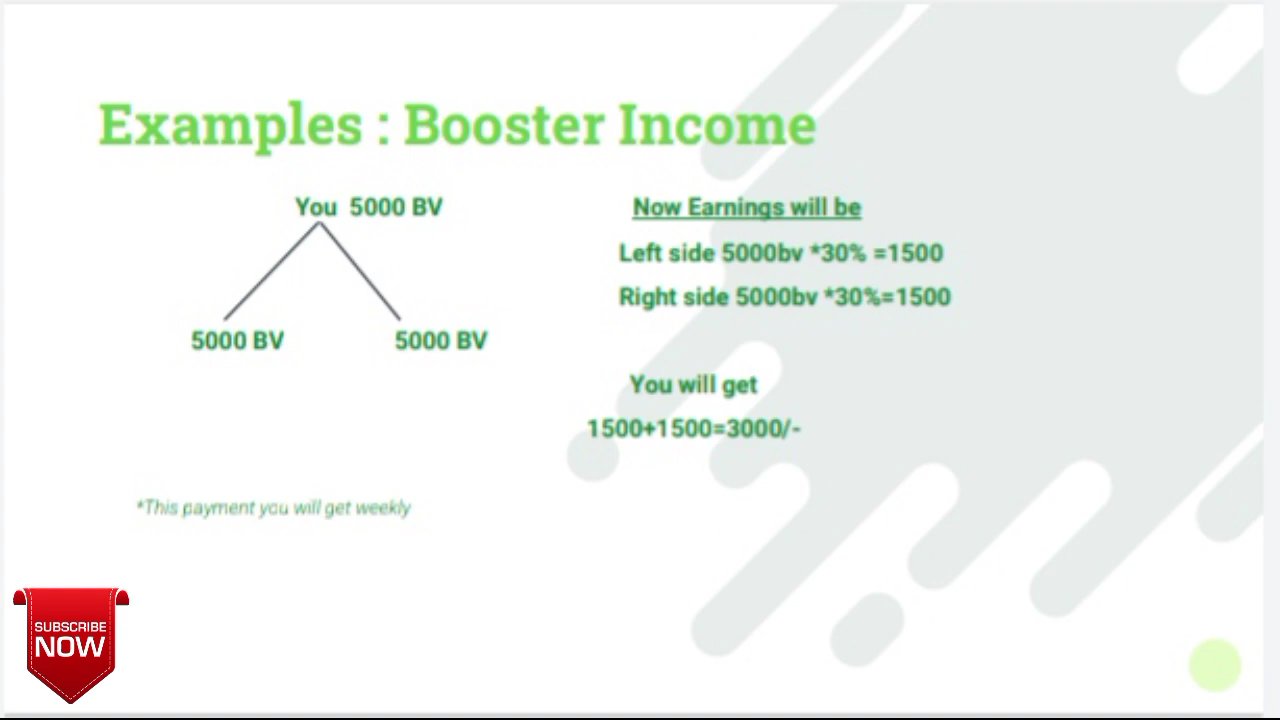 Examples : Booster Income
You 5000 BV
5000 BV
5000 BV
Now Earnings will be
Left side 5000bv *30% =1500
Right side 5000bv *30%=1500
You will get
1500+1500=3000/-
*This payment you will get weekly
SUBSCRIBE
NOW